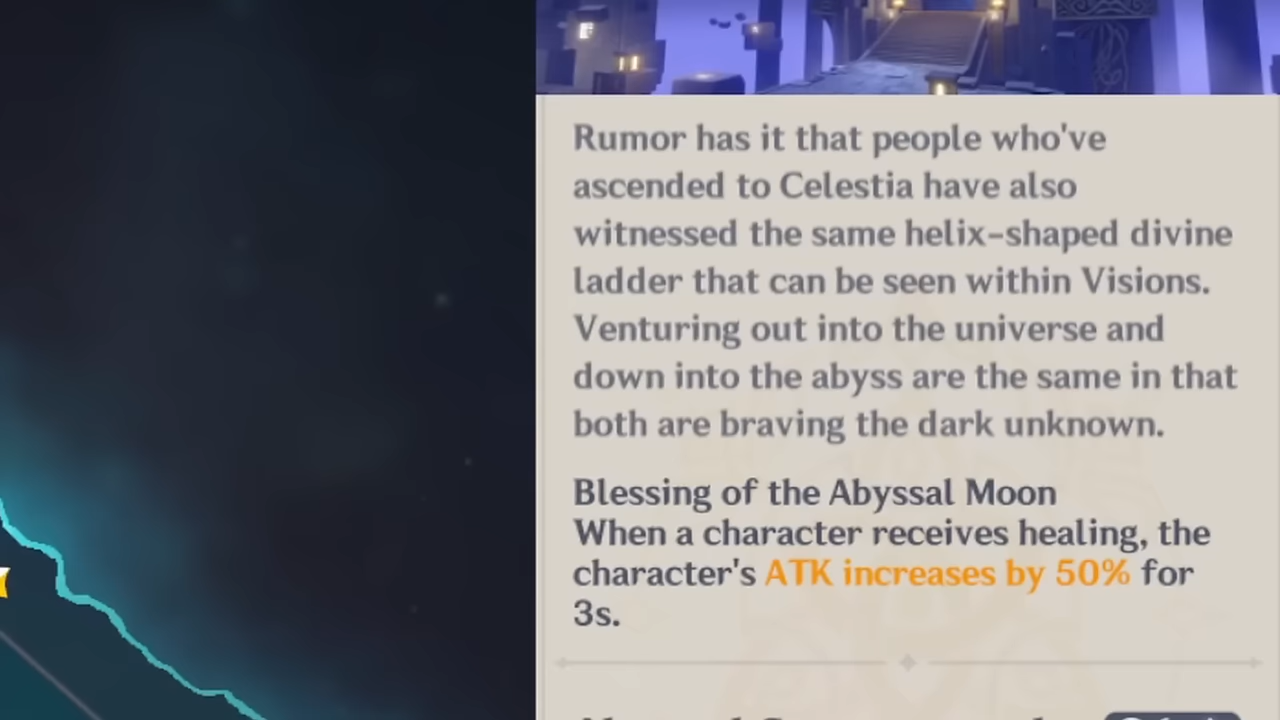 Rumor has it that people who've
ascended to Celestia have also
witnessed the same helix-shaped divine
ladder that can be seen within Visions.
Venturing out into the universe and
down into the abyss are the same in that
both are braving the dark unknown.
Blessing of the Abyssal Moon
When a character receives healing, the
character's ATK increases by 50% for
3s.